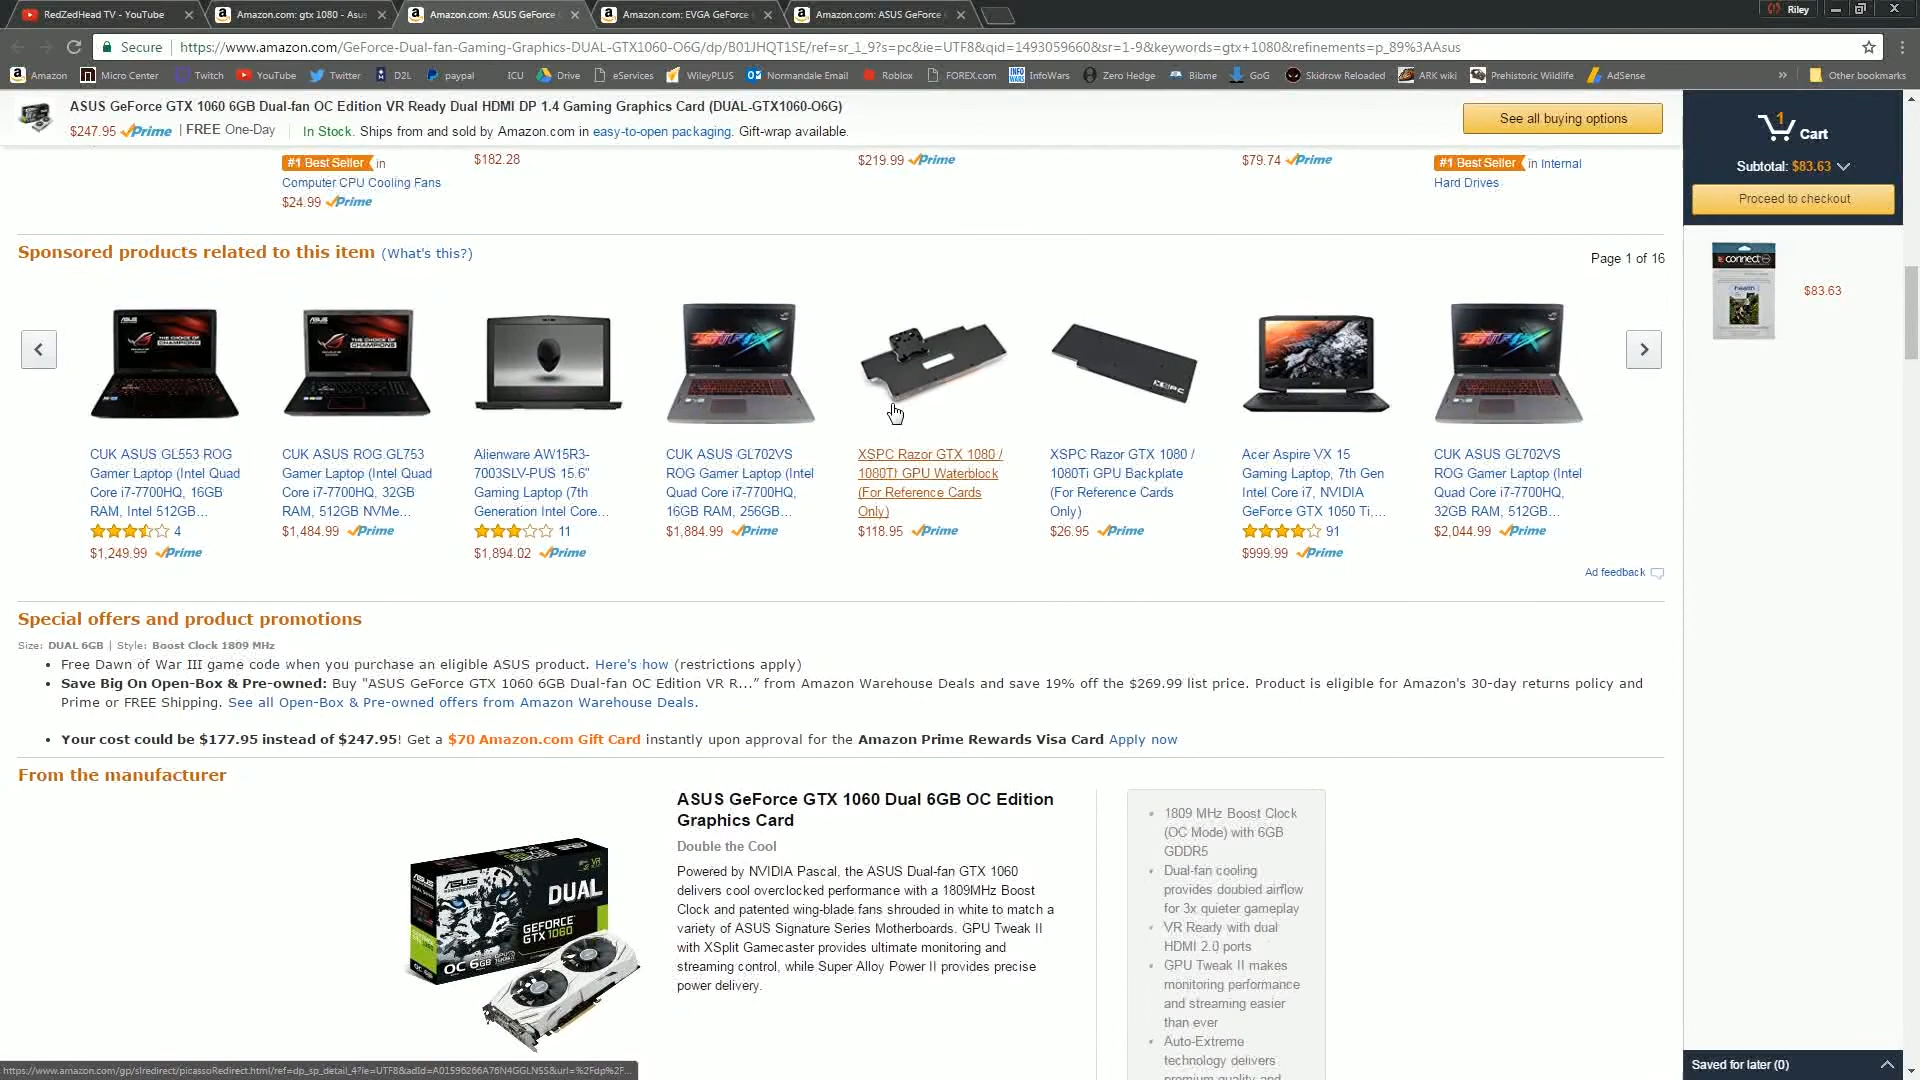 RedZedHead TV - YouTube
Amazon.com: gtx 1080 - Asus
Amazon.com: ASUS GeForce
Amazon.com: EVGA GeForce
Amazon.com: ASUS GeForce
Riley
Secure
https://www.amazon.com/GeForce-Dual-fan-Gaming-Graphics-DUAL-GTX1060-O6G/dp/B01JHQT1SE/ref=sr_1_9?s=pc&ie=UTF8&qid=1493059660&sr=1-9&keywords=gtx+1080&refinements=p_89%3AAsus
Amazon Micro Center Twitch YouTube Twitter D2L paypal ICU Drive eServices WileyPLUS Normandale Email Roblox FOREX.com InfoWars Zero Hedge Bibme GoG Skidrow Reloaded ARK wiki Prehistoric Wildlife AdSense » Other bookmarks
ASUS GeForce GTX 1060 6GB Dual-fan OC Edition VR Ready Dual HDMI DP 1.4 Gaming Graphics Card (DUAL-GTX1060-O6G)
$247.95 Prime | FREE One-Day
In Stock. Ships from and sold by Amazon.com in easy-to-open packaging. Gift-wrap available.
See all buying options
1
Cart
Subtotal: $83.63
Proceed to checkout
connect
health
$83.63
#1 Best Seller in
Computer CPU Cooling Fans
$24.99 Prime
$182.28
$219.99 Prime
$79.74 Prime
#1 Best Seller in Internal
Hard Drives
Sponsored products related to this item (What's this?)
Page 1 of 16
CUK ASUS GL553 ROG
Gamer Laptop (Intel Quad
Core i7-7700HQ, 16GB
RAM, Intel 512GB...
4
$1,249.99 Prime
CUK ASUS ROG GL753
Gamer Laptop (Intel Quad
Core i7-7700HQ, 32GB
RAM, 512GB NVMe...
$1,484.99 Prime
Alienware AW15R3-
7003SLV-PUS 15.6"
Gaming Laptop (7th
Generation Intel Core...
11
$1,894.02 Prime
CUK ASUS GL702VS
ROG Gamer Laptop (Intel
Quad Core i7-7700HQ,
16GB RAM, 256GB...
$1,884.99 Prime
XSPC Razor GTX 1080 /
1080Ti GPU Waterblock
(For Reference Cards
Only)
$118.95 Prime
XSPC
XSPC Razor GTX 1080 /
1080Ti GPU Backplate
(For Reference Cards
Only)
$26.95 Prime
Acer Aspire VX 15
Gaming Laptop, 7th Gen
Intel Core i7, NVIDIA
GeForce GTX 1050 Ti,...
91
$999.99 Prime
CUK ASUS GL702VS
ROG Gamer Laptop (Intel
Quad Core i7-7700HQ,
32GB RAM, 512GB...
$2,044.99 Prime
Ad feedback
Special offers and product promotions
Size: DUAL 6GB | Style: Boost Clock 1809 MHz
• Free Dawn of War III game code when you purchase an eligible ASUS product. Here's how (restrictions apply)
• Save Big On Open-Box & Pre-owned: Buy "ASUS GeForce GTX 1060 6GB Dual-fan OC Edition VR R..." from Amazon Warehouse Deals and save 19% off the $269.99 list price. Product is eligible for Amazon's 30-day returns policy and
Prime or FREE Shipping. See all Open-Box & Pre-owned offers from Amazon Warehouse Deals.
• Your cost could be $177.95 instead of $247.95! Get a $70 Amazon.com Gift Card instantly upon approval for the Amazon Prime Rewards Visa Card Apply now
From the manufacturer
ASUS
DUAL
GEFORCE
GTX 1060
OC 6GB
ASUS GeForce GTX 1060 Dual 6GB OC Edition
Graphics Card
Double the Cool
Powered by NVIDIA Pascal, the ASUS Dual-fan GTX 1060
delivers cool overclocked performance with a 1809MHz Boost
Clock and patented wing-blade fans shrouded in white to match a
variety of ASUS Signature Series Motherboards. GPU Tweak II
with XSplit Gamecaster provides ultimate monitoring and
streaming control, while Super Alloy Power II provides precise
power delivery.
• 1809 MHz Boost Clock
(OC Mode) with 6GB
GDDR5
• Dual-fan cooling
provides doubled airflow
for 3x quieter gameplay
• VR Ready with dual
HDMI 2.0 ports
• GPU Tweak II makes
monitoring performance
and streaming easier
than ever
• Auto-Extreme
technology delivers
premium quality and
Saved for later (0)